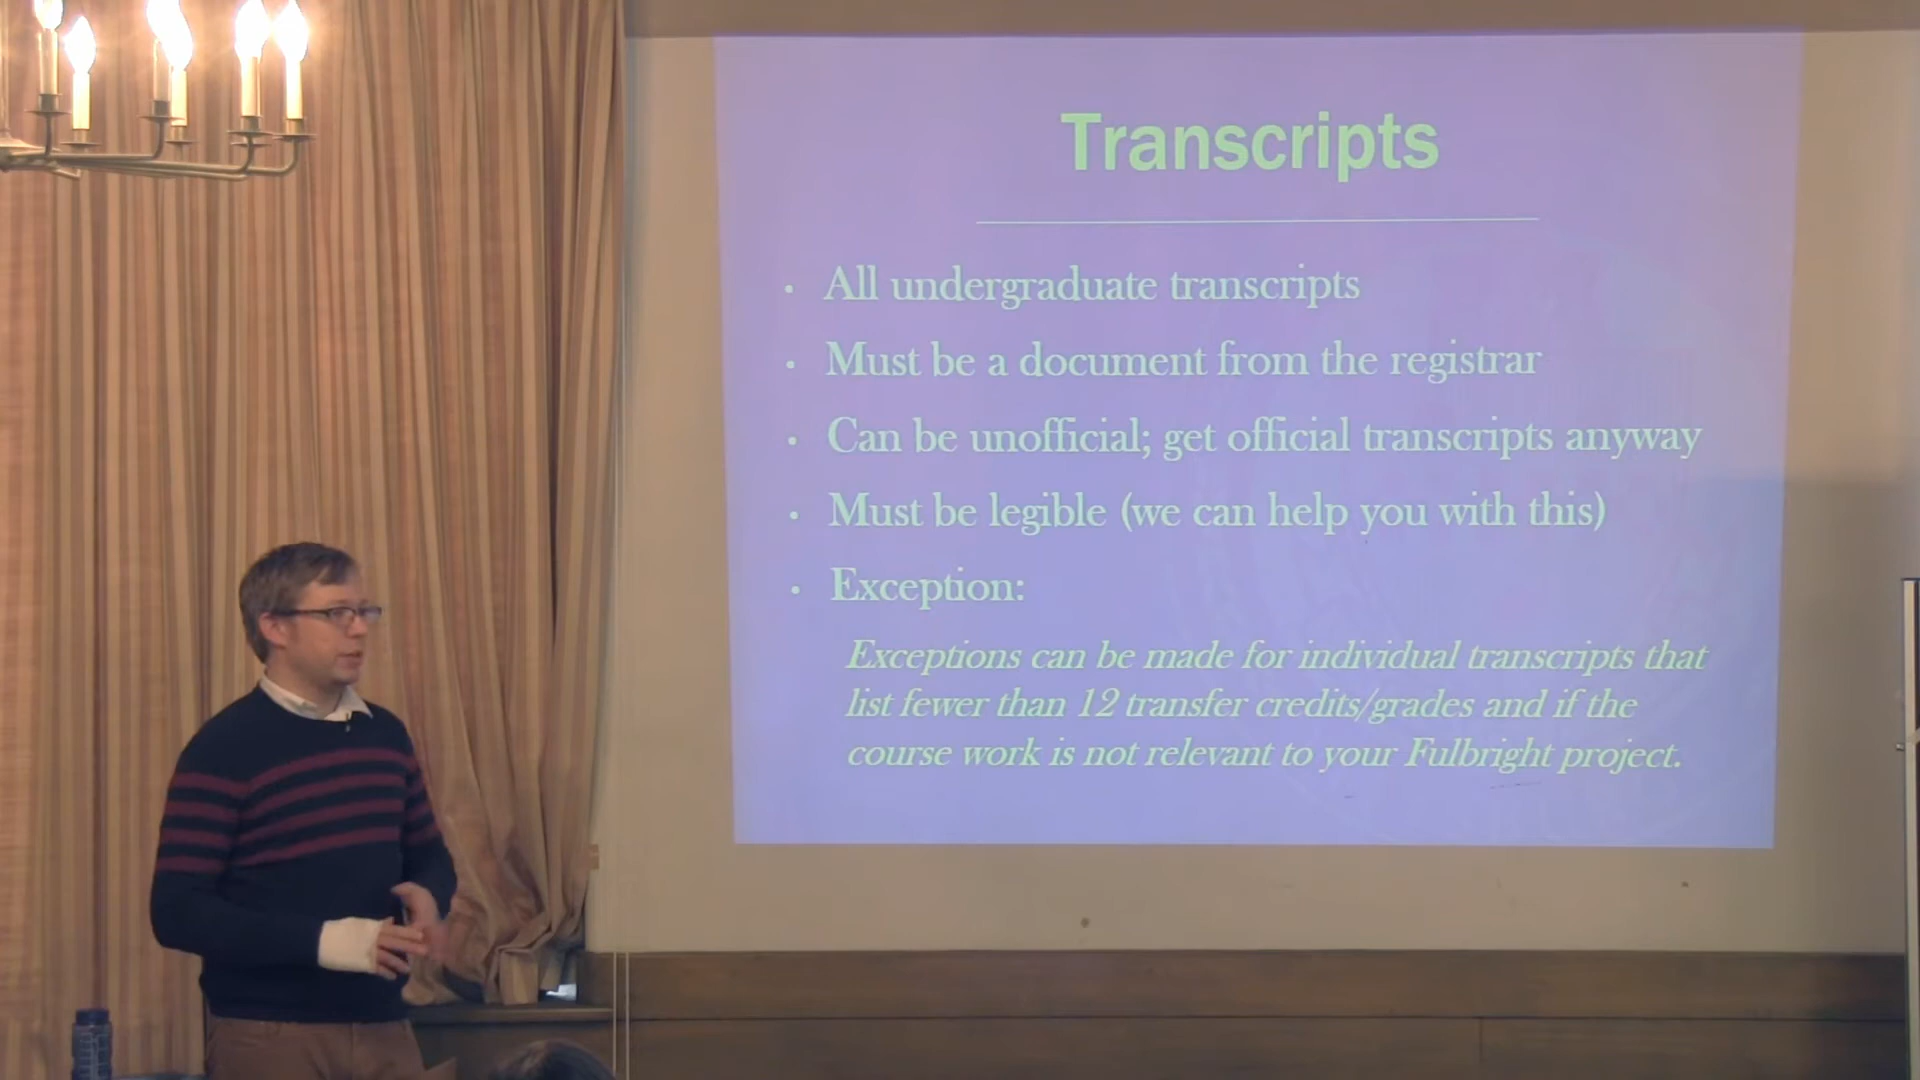 Transcripts
· All undergraduate transcripts
· Must be a document from the registrar
· Can be unofficial; get official transcripts anyway
· Must be legible (we can help you with this)
· Exception:
Exceptions can be made for individual transcripts that
list fewer than 12 transfer credits/grades and if the
course work is not relevant to your Fulbright project.